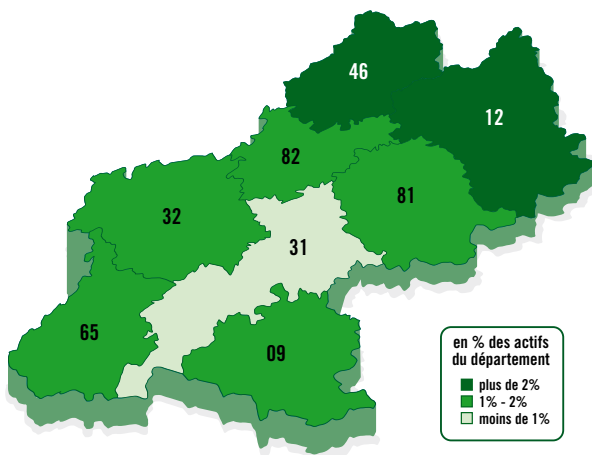 46
12
82
81
32
31
65
09
en % des actifs
du département
plus de 2%
1% - 2%
moins de 1%